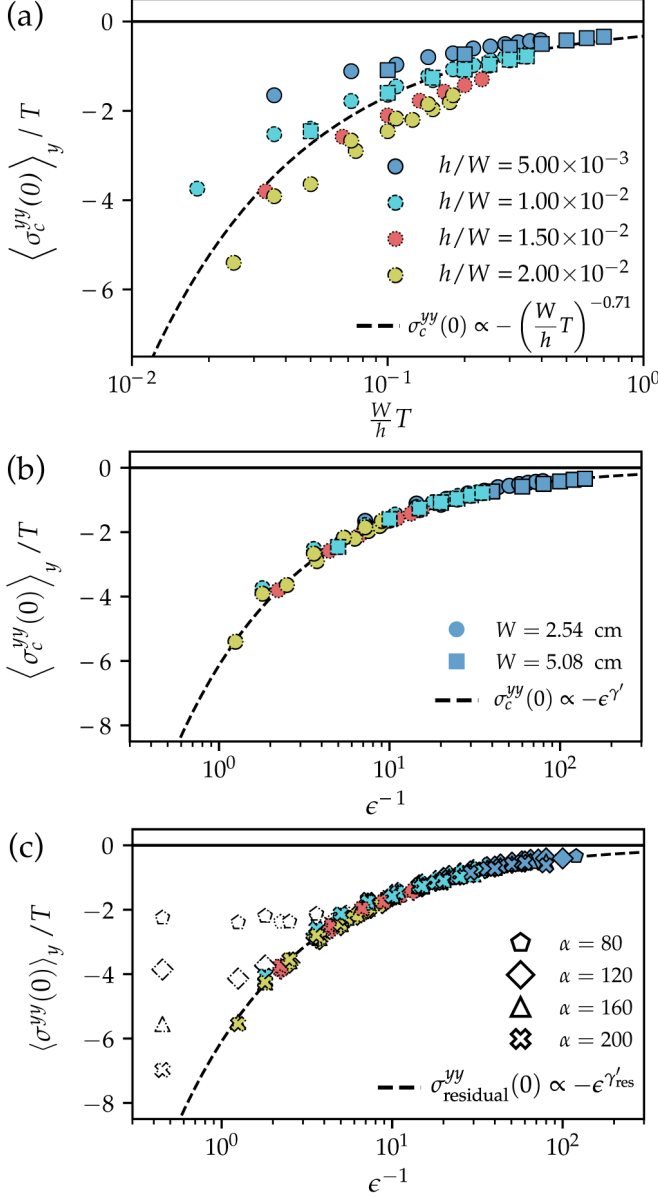 (a)
0
−2
−4
−6
⟨σ_c^{yy}(0)⟩_y / T
h/W = 5.00×10^{−3}
h/W = 1.00×10^{−2}
h/W = 1.50×10^{−2}
h/W = 2.00×10^{−2}
σ_c^{yy}(0) ∝ −(W/h T)^{−0.71}
10^{−2} 10^{−1} 10^{0}
W/h T
(b)
0
−2
−4
−6
−8
⟨σ_c^{yy}(0)⟩_y / T
W = 2.54 cm
W = 5.08 cm
σ_c^{yy}(0) ∝ −ϵ^{γ′}
10^{0} 10^{1} 10^{2}
ϵ^{−1}
(c)
0
−2
−4
−6
−8
⟨σ^{yy}(0)⟩_y / T
α = 80
α = 120
α = 160
α = 200
σ_{residual}^{yy}(0) ∝ −ϵ^{γ′_{res}}
10^{0} 10^{1} 10^{2}
ϵ^{−1}